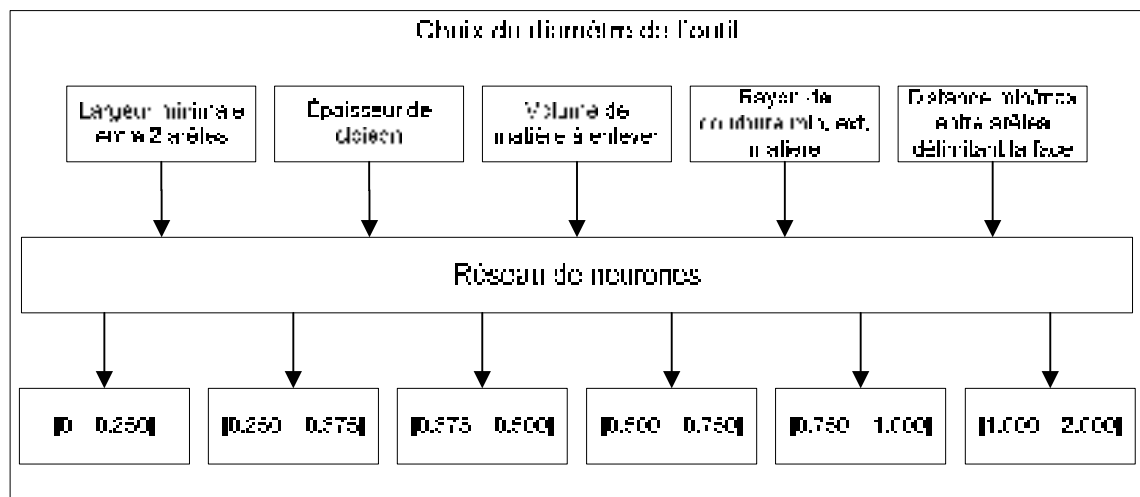 Choix du diamètre de l'outil
Largeur minimale
entre 2 arêtes
Épaisseur de
cloison
Volume de
matière à enlever
Rayon de
courbure min. ext.
matière
Distance
entre arêtes
délimitant la face
Réseau de neurones
[0 0.250[
[0.250 0.375[
[0.375 0.500[
[0.500 0.750[
[0.750 1.000[
[1.000 2.000[